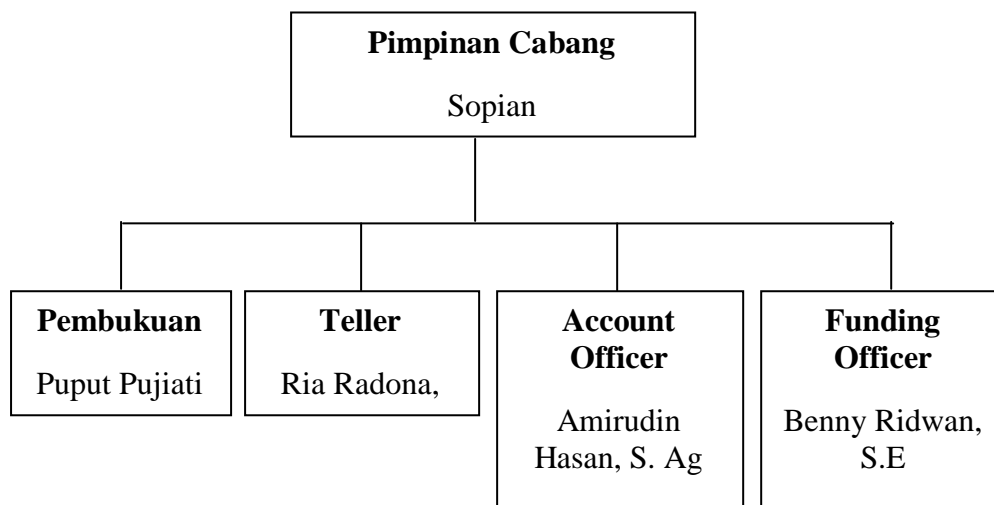 Pimpinan Cabang
Sopian
Pembukuan
Puput Pujiati
Teller
Ria Radona,
Account
Officer
Amirudin
Hasan, S. Ag
Funding
Officer
Benny Ridwan,
S.E